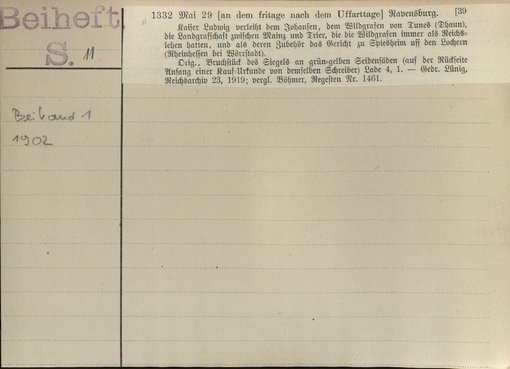 Beiheft
S. 11
Beiband 1
1902
1332 Mai 29 [an dem fritage nach dem Uffarttage] Ravensburg. [39
Kaiser Ludwig verleiht dem Johansen, dem Wildgrafen von Tunes (Dhaun),
die Landgrafschaft zwischen Mainz und Trier, die die Wildgrafen immer als Reichs-
lehen hatten, und als deren Zubehör das Gericht zu Spiesheim uff den Lochern
(Rheinhessen bei Wörrstadt).
Orig., Bruchstück des Siegels an grün-gelben Seidenfäden (auf der Rückseite
Anfang einer Kauf-Urkunde von demselben Schreiber) Lade 4, 1. — Gedr. Lünig,
Reichsarchiv 23, 1919; vergl. Böhmer, Regesten Nr. 1461.